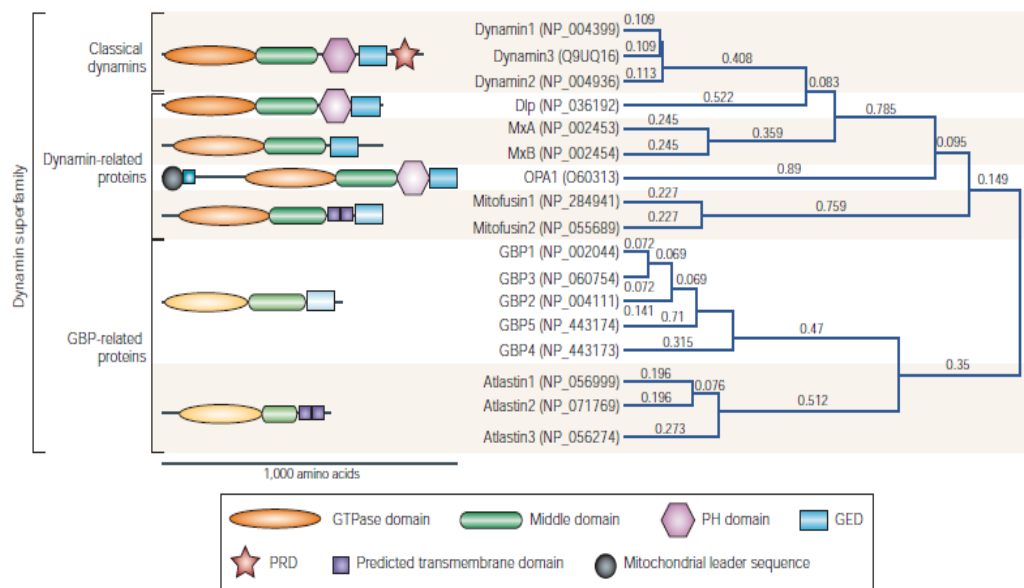 Dynamin superfamily
Classical
dynamins
Dynamin-related
proteins
GBP-related
proteins
Dynamin1 (NP_004399)
Dynamin3 (Q9UQ16)
Dynamin2 (NP_004936)
Dlp (NP_036192)
MxA (NP_002453)
MxB (NP_002454)
OPA1 (O60313)
Mitofusin1 (NP_284941)
Mitofusin2 (NP_055689)
GBP1 (NP_002044)
GBP3 (NP_060754)
GBP2 (NP_004111)
GBP5 (NP_443174)
GBP4 (NP_443173)
Atlastin1 (NP_056999)
Atlastin2 (NP_071769)
Atlastin3 (NP_056274)
0.109
0.109
0.113
0.408
0.522
0.083
0.245
0.245
0.359
0.785
0.89
0.095
0.227
0.227
0.759
0.149
0.072
0.069
0.072
0.069
0.141
0.71
0.315
0.47
0.35
0.196
0.196
0.076
0.273
0.512
1,000 amino acids
GTPase domain
Middle domain
PH domain
GED
PRD
Predicted transmembrane domain
Mitochondrial leader sequence